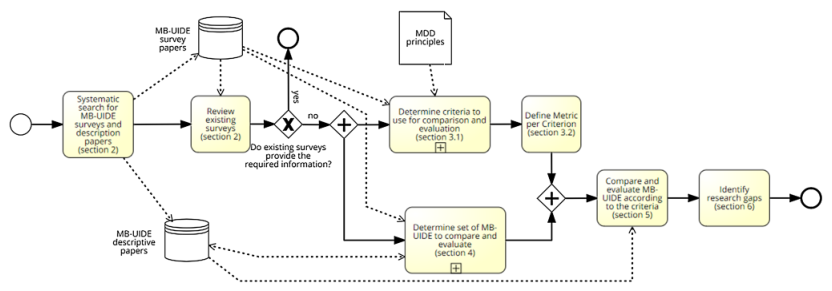 MB-UIDE
survey
papers
MDD
principles
Systematic
search for
MB-UIDE
surveys and
description
papers
(section 2)
Review
existing
surveys
(section 2)
yes
no
Do existing surveys
provide the
required information?
Determine criteria to
use for comparison and
evaluation
(section 3.1)
Define Metric
per Criterion
(section 3.2)
MB-UIDE
descriptive
papers
Determine set of MB-
UIDE to compare and
evaluate
(section 4)
Compare and
evaluate MB-
UIDE according
to the criteria
(section 5)
Identify
research gaps
(section 6)